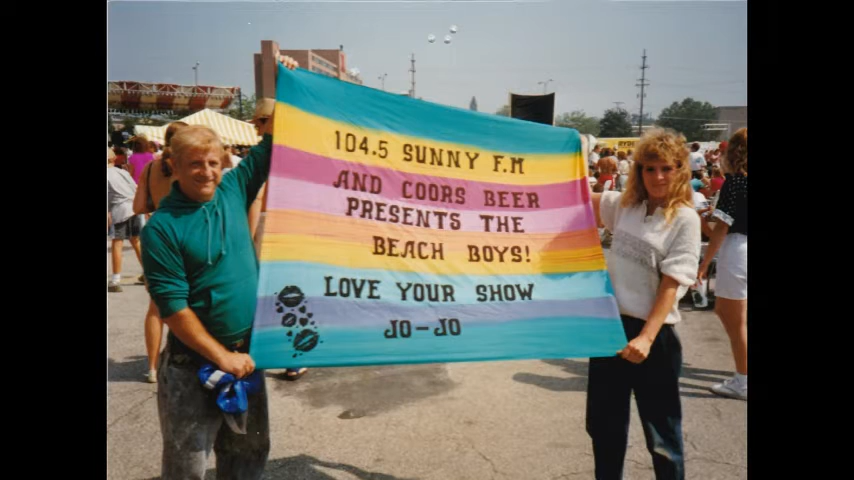 104.5 SUNNY F.M
AND COORS BEER
PRESENTS THE
BEACH BOYS!
LOVE YOUR SHOW
JO-JO